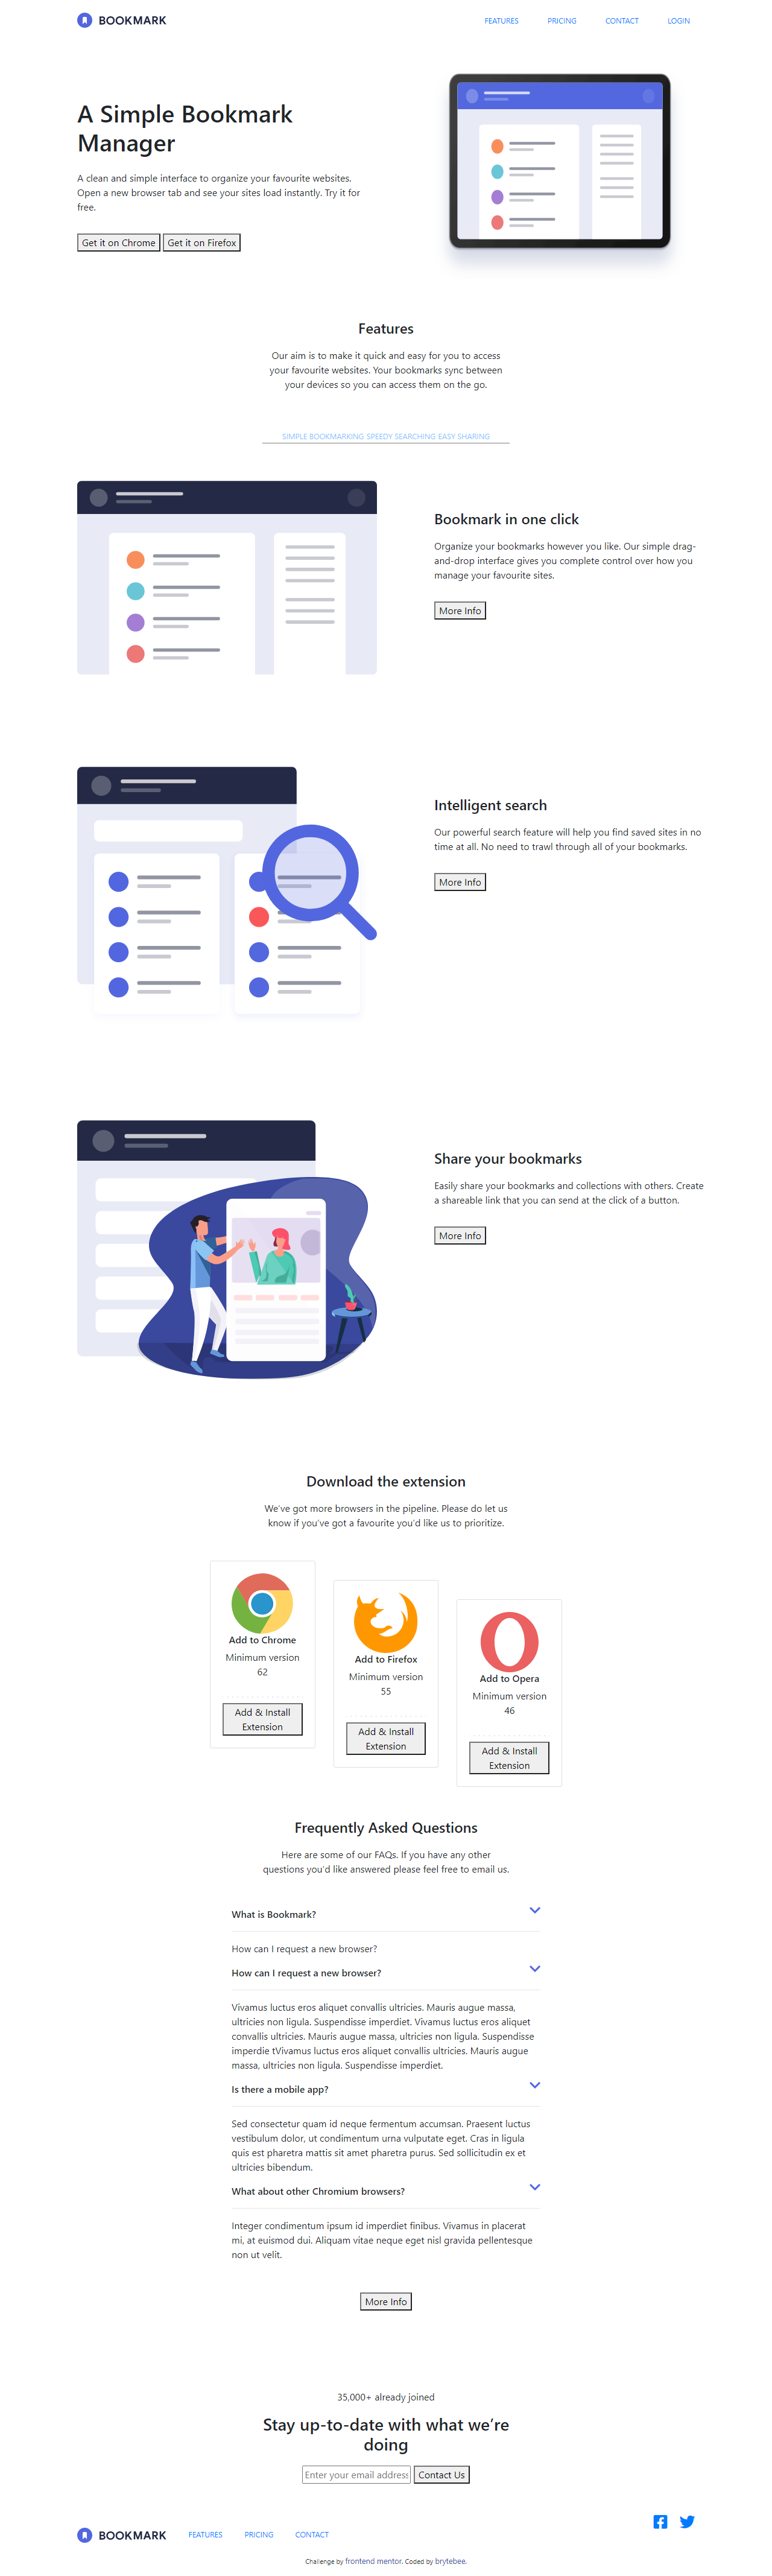 BOOKMARK
FEATURES PRICING CONTACT LOGIN
A Simple Bookmark
Manager
A clean and simple interface to organize your favourite websites.
Open a new browser tab and see your sites load instantly. Try it for
free.
Get it on Chrome Get it on Firefox
Features
Our aim is to make it quick and easy for you to access
your favourite websites. Your bookmarks sync between
your devices so you can access them on the go.
SIMPLE BOOKMARKING SPEEDY SEARCHING EASY SHARING
Bookmark in one click
Organize your bookmarks however you like. Our simple drag-
and-drop interface gives you complete control over how you
manage your favourite sites.
More Info
Intelligent search
Our powerful search feature will help you find saved sites in no
time at all. No need to trawl through all of your bookmarks.
More Info
Share your bookmarks
Easily share your bookmarks and collections with others. Create
a shareable link that you can send at the click of a button.
More Info
Download the extension
We've got more browsers in the pipeline. Please do let us
know if you've got a favourite you'd like us to prioritize.
Add to Chrome
Minimum version
62
Add & Install
Extension
Add to Firefox
Minimum version
55
Add & Install
Extension
Add to Opera
Minimum version
46
Add & Install
Extension
Frequently Asked Questions
Here are some of our FAQs. If you have any other
questions you'd like answered please feel free to email us.
What is Bookmark?
How can I request a new browser?
How can I request a new browser?
Vivamus luctus eros aliquet convallis ultricies. Mauris augue massa,
ultricies non ligula. Suspendisse imperdiet. Vivamus luctus eros aliquet
convallis ultricies. Mauris augue massa, ultricies non ligula. Suspendisse
imperdie tVivamus luctus eros aliquet convallis ultricies. Mauris augue
massa, ultricies non ligula. Suspendisse imperdiet.
Is there a mobile app?
Sed consectetur quam id neque fermentum accumsan. Praesent luctus
vestibulum dolor, ut condimentum urna vulputate eget. Cras in ligula
quis est pharetra mattis sit amet pharetra purus. Sed sollicitudin ex et
ultricies bibendum.
What about other Chromium browsers?
Integer condimentum ipsum id imperdiet finibus. Vivamus in placerat
mi, at euismod dui. Aliquam vitae neque eget nisl gravida pellentesque
non ut velit.
More Info
35,000+ already joined
Stay up-to-date with what we're
doing
Enter your email address Contact Us
BOOKMARK FEATURES PRICING CONTACT
Challenge by frontend mentor. Coded by brytebee.